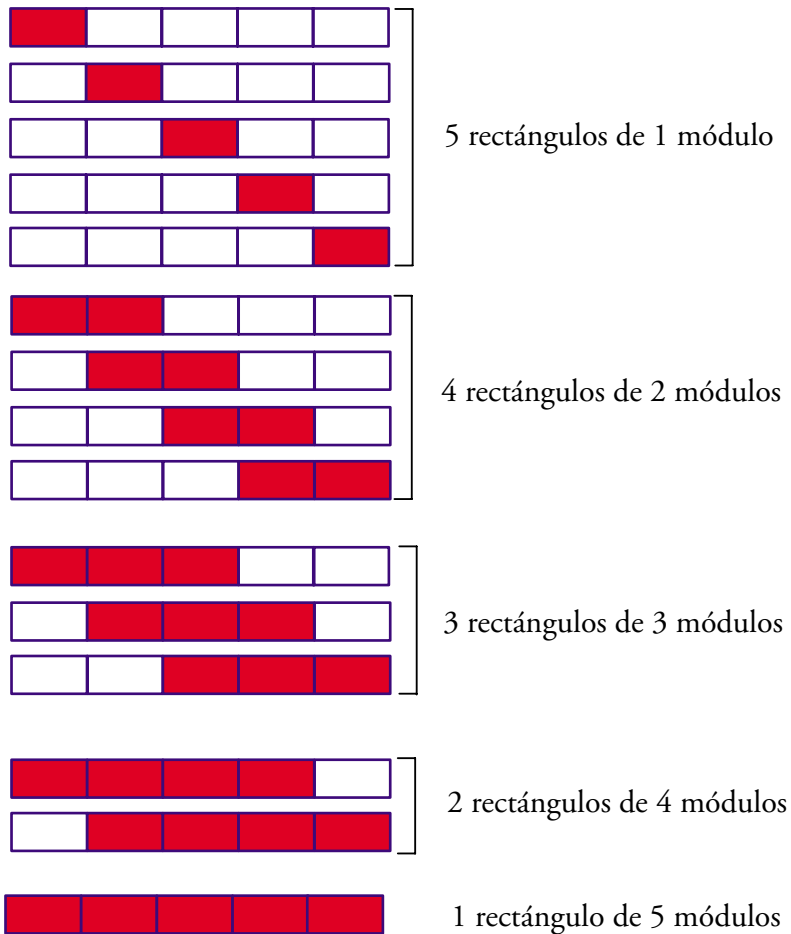 5 rectángulos de 1 módulo
4 rectángulos de 2 módulos
3 rectángulos de 3 módulos
2 rectángulos de 4 módulos
1 rectángulo de 5 módulos